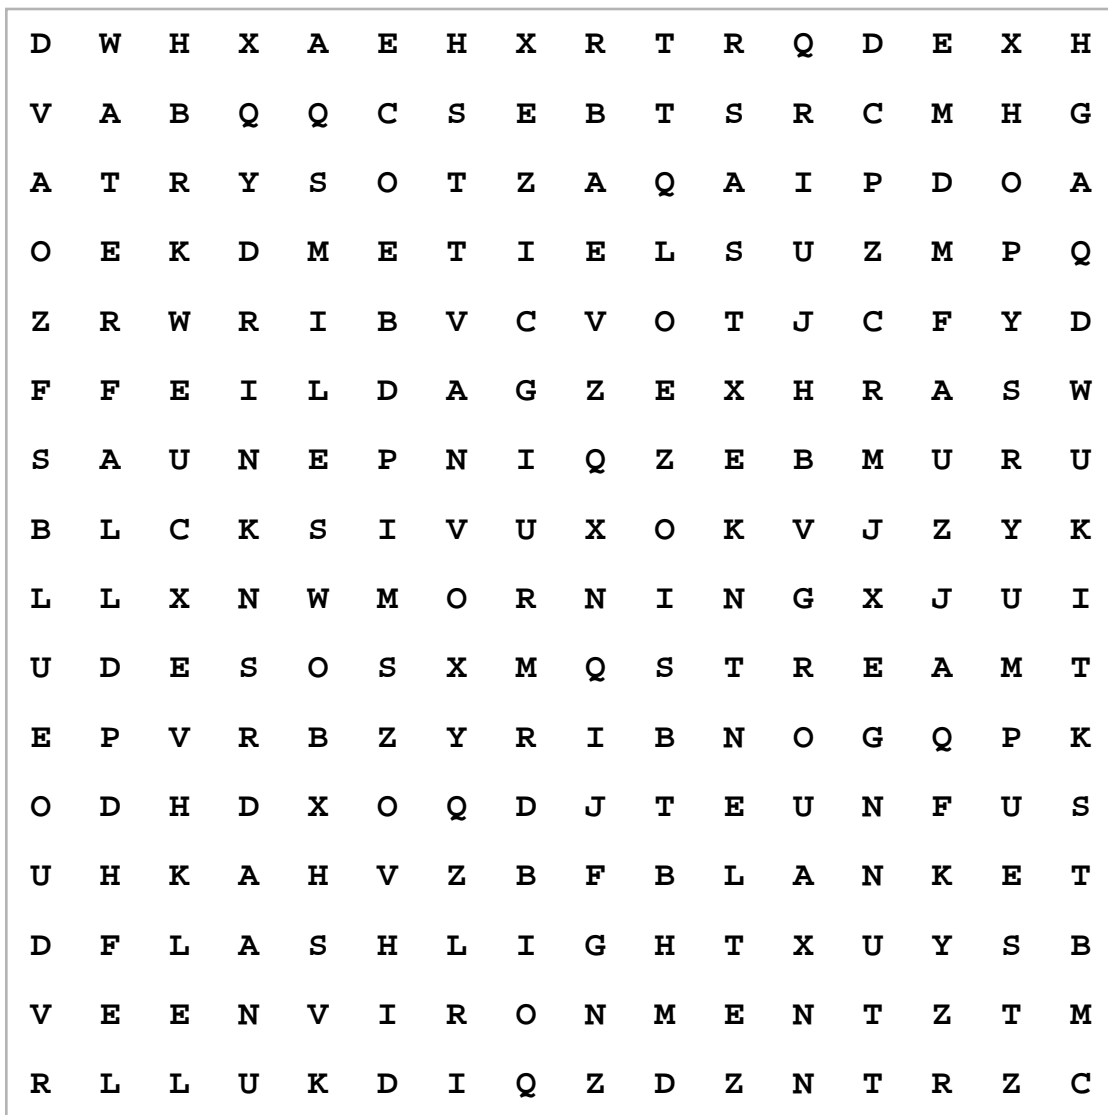 D W H X A E H X R T R Q D E X H
V A B Q Q C S E B T S R C M H G
A T R Y S O T Z A Q A I P D O A
O E K D M E T I E L S U Z M P Q
Z R W R I B V C V O T J C F Y D
F F E I L D A G Z E X H R A S W
S A U N E P N I Q Z E B M U R U
B L C K S I V U X O K V J Z Y K
L L X N W M O R N I N G X J U I
U D E S O S X M Q S T R E A M T
E P V R B Z Y R I B N O G Q P K
O D H D X O Q D J T E U N F U S
U H K A H V Z B F B L A N K E T
D F L A S H L I G H T X U Y S B
V E E N V I R O N M E N T Z T M
R L L U K D I Q Z D Z N T R Z C